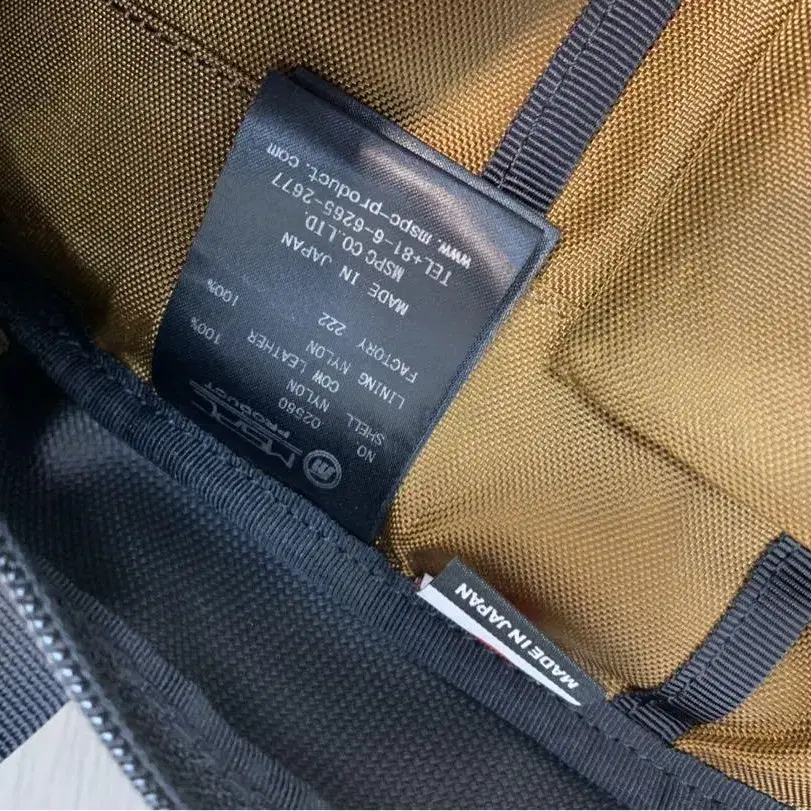 MSPC
PRODUCT
NO 02560
SHELL NYLON 100%
COW LEATHER 100%
LINING NYLON
FACTORY 222
MADE IN JAPAN
MSPC CO.LTD.
TEL+81-6-6265-2677
www.mspc-product.com
MADE IN JAPAN